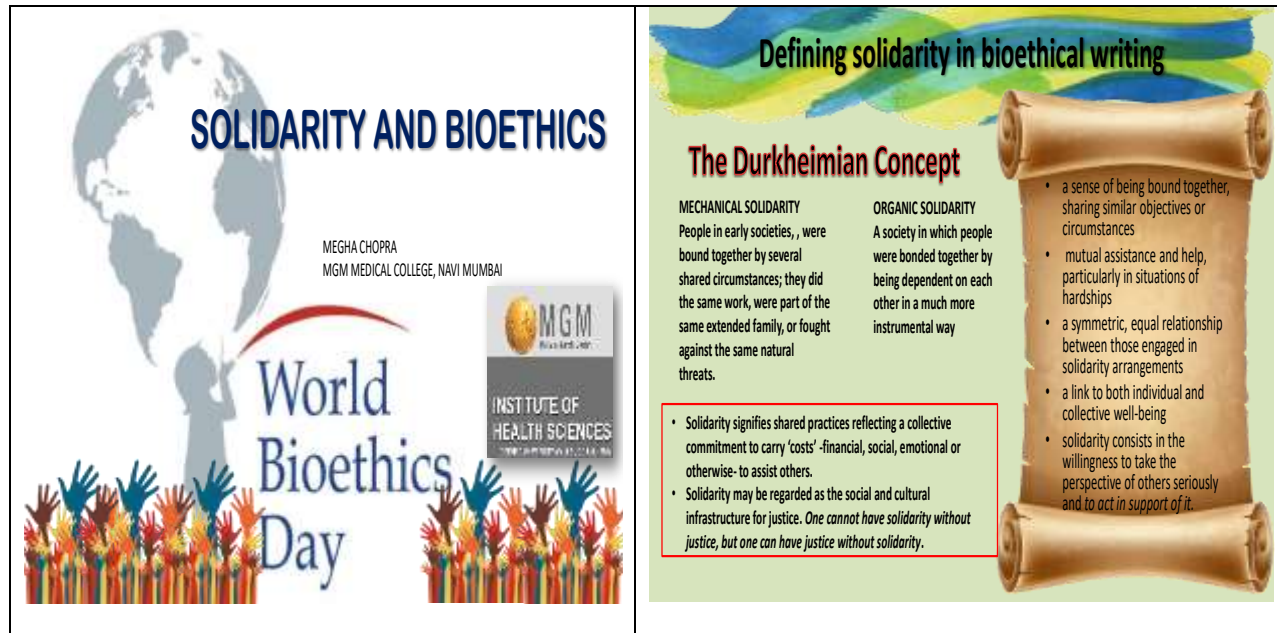 SOLIDARITY AND BIOETHICS
MEGHA CHOPRA
MGM MEDICAL COLLEGE, NAVI MUMBAI
MGM
INSTITUTE OF
HEALTH SCIENCES
World
Bioethics
Day
Defining solidarity in bioethical writing
The Durkheimian Concept
MECHANICAL SOLIDARITY
People in early societies, , were
bound together by several
shared circumstances; they did
the same work, were part of the
same extended family, or fought
against the same natural
threats.
ORGANIC SOLIDARITY
A society in which people
were bonded together by
being dependent on each
other in a much more
instrumental way
• Solidarity signifies shared practices reflecting a collective
commitment to carry ‘costs’ -financial, social, emotional or
otherwise- to assist others.
• Solidarity may be regarded as the social and cultural
infrastructure for justice. One cannot have solidarity without
justice, but one can have justice without solidarity.
• a sense of being bound together,
sharing similar objectives or
circumstances
• mutual assistance and help,
particularly in situations of
hardships
• a symmetric, equal relationship
between those engaged in
solidarity arrangements
• a link to both individual and
collective well-being
• solidarity consists in the
willingness to take the
perspective of others seriously
and to act in support of it.